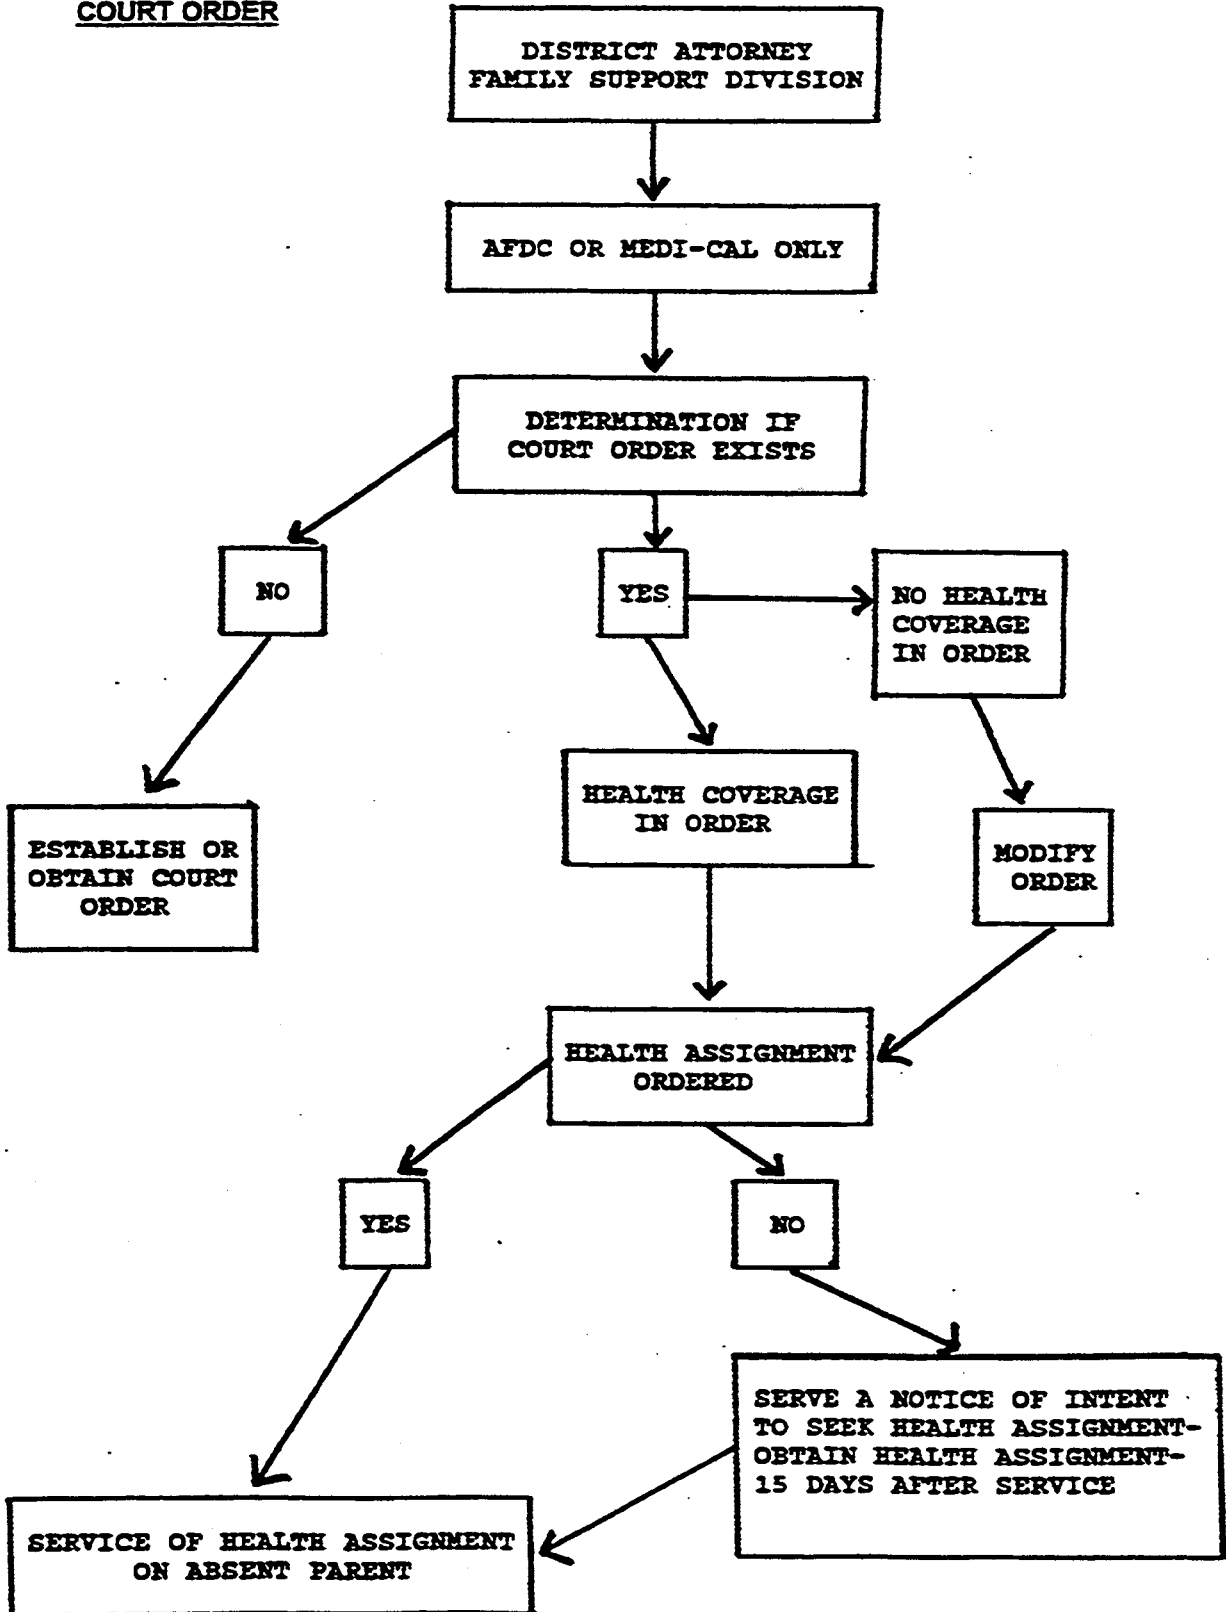 COURT ORDER
DISTRICT ATTORNEY
FAMILY SUPPORT DIVISION
AFDC OR MEDI-CAL ONLY
DETERMINATION IF
COURT ORDER EXISTS
NO
YES
NO HEALTH
COVERAGE
IN ORDER
HEALTH COVERAGE
IN ORDER
ESTABLISH OR
OBTAIN COURT
ORDER
MODIFY
ORDER
HEALTH ASSIGNMENT
ORDERED
YES
NO
SERVE A NOTICE OF INTENT
TO SEEK HEALTH ASSIGNMENT-
OBTAIN HEALTH ASSIGNMENT-
15 DAYS AFTER SERVICE
SERVICE OF HEALTH ASSIGNMENT
ON ABSENT PARENT